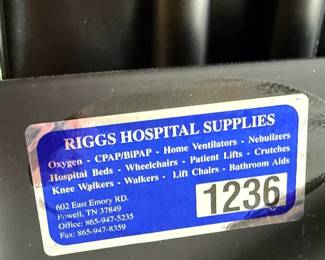 RIGGS HOSPITAL SUPPLIES
Oxygen - CPAP/BiPAP - Home Ventilators - Nebulizers
Hospital Beds - Wheelchairs - Patient Lifts - Crutches
Knee Walkers - Walkers - Lift Chairs - Bathroom Aids
602 East Emory RD.
Powell, TN 37849
Office: 865-947-5235
Fax: 865-947-8359
1236